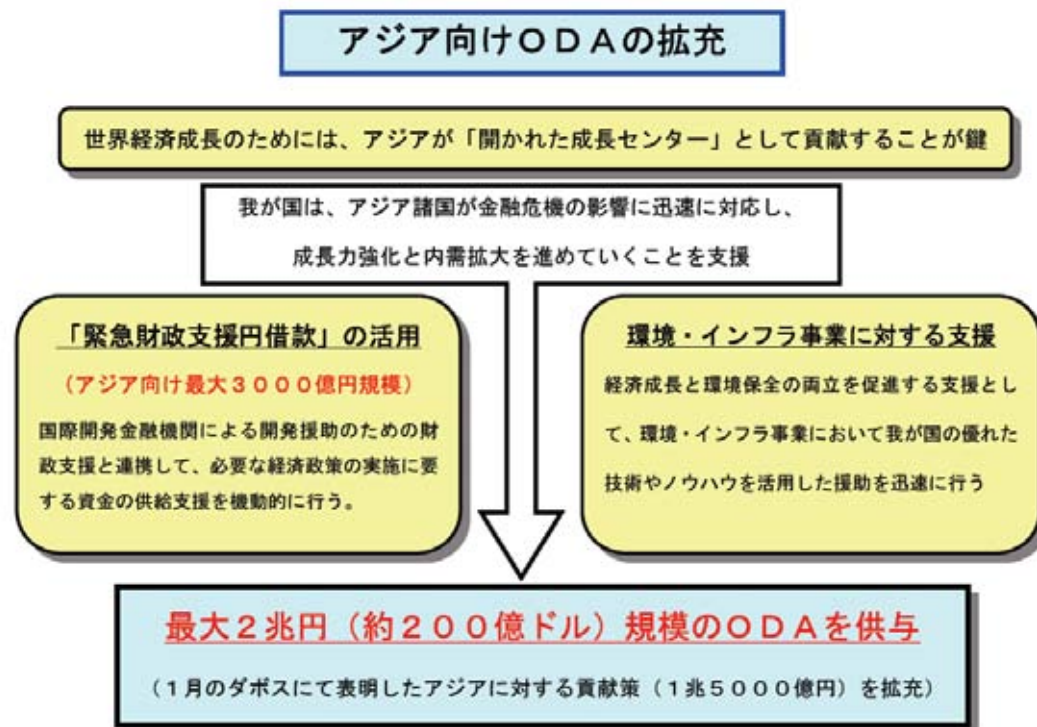 アジア向けＯＤＡの拡充
世界経済成長のためには、アジアが「開かれた成長センター」として貢献することが鍵
我が国は、アジア諸国が金融危機の影響に迅速に対応し、
成長力強化と内需拡大を進めていくことを支援
「緊急財政支援円借款」の活用
（アジア向け最大３０００億円規模）
国際開発金融機関による開発援助のための財
政支援と連携して、必要な経済政策の実施に要
する資金の供給支援を機動的に行う。
環境・インフラ事業に対する支援
経済成長と環境保全の両立を促進する支援とし
て、環境・インフラ事業において我が国の優れた
技術やノウハウを活用した援助を迅速に行う
最大２兆円（約２００億ドル）規模のＯＤＡを供与
（１月のダボスにて表明したアジアに対する貢献策（１兆５０００億円）を拡充）